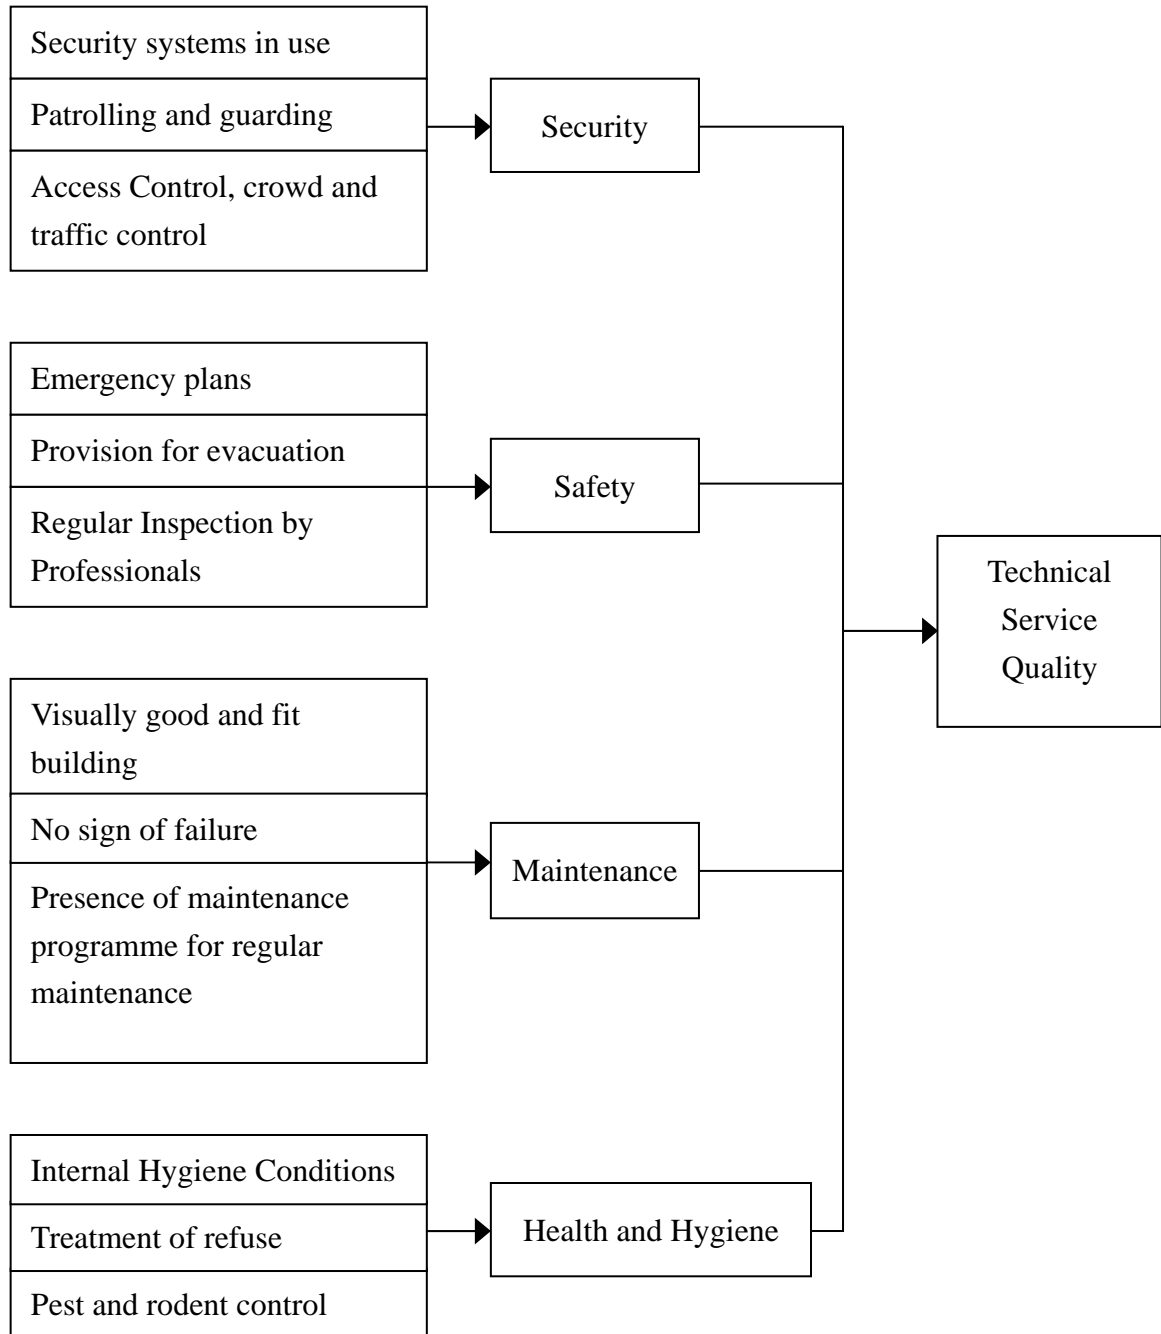 Security systems in use
Patrolling and guarding
Access Control, crowd and
traffic control
Security
Emergency plans
Provision for evacuation
Regular Inspection by
Professionals
Safety
Visually good and fit
building
No sign of failure
Presence of maintenance
programme for regular
maintenance
Maintenance
Internal Hygiene Conditions
Treatment of refuse
Pest and rodent control
Health and Hygiene
Technical
Service
Quality